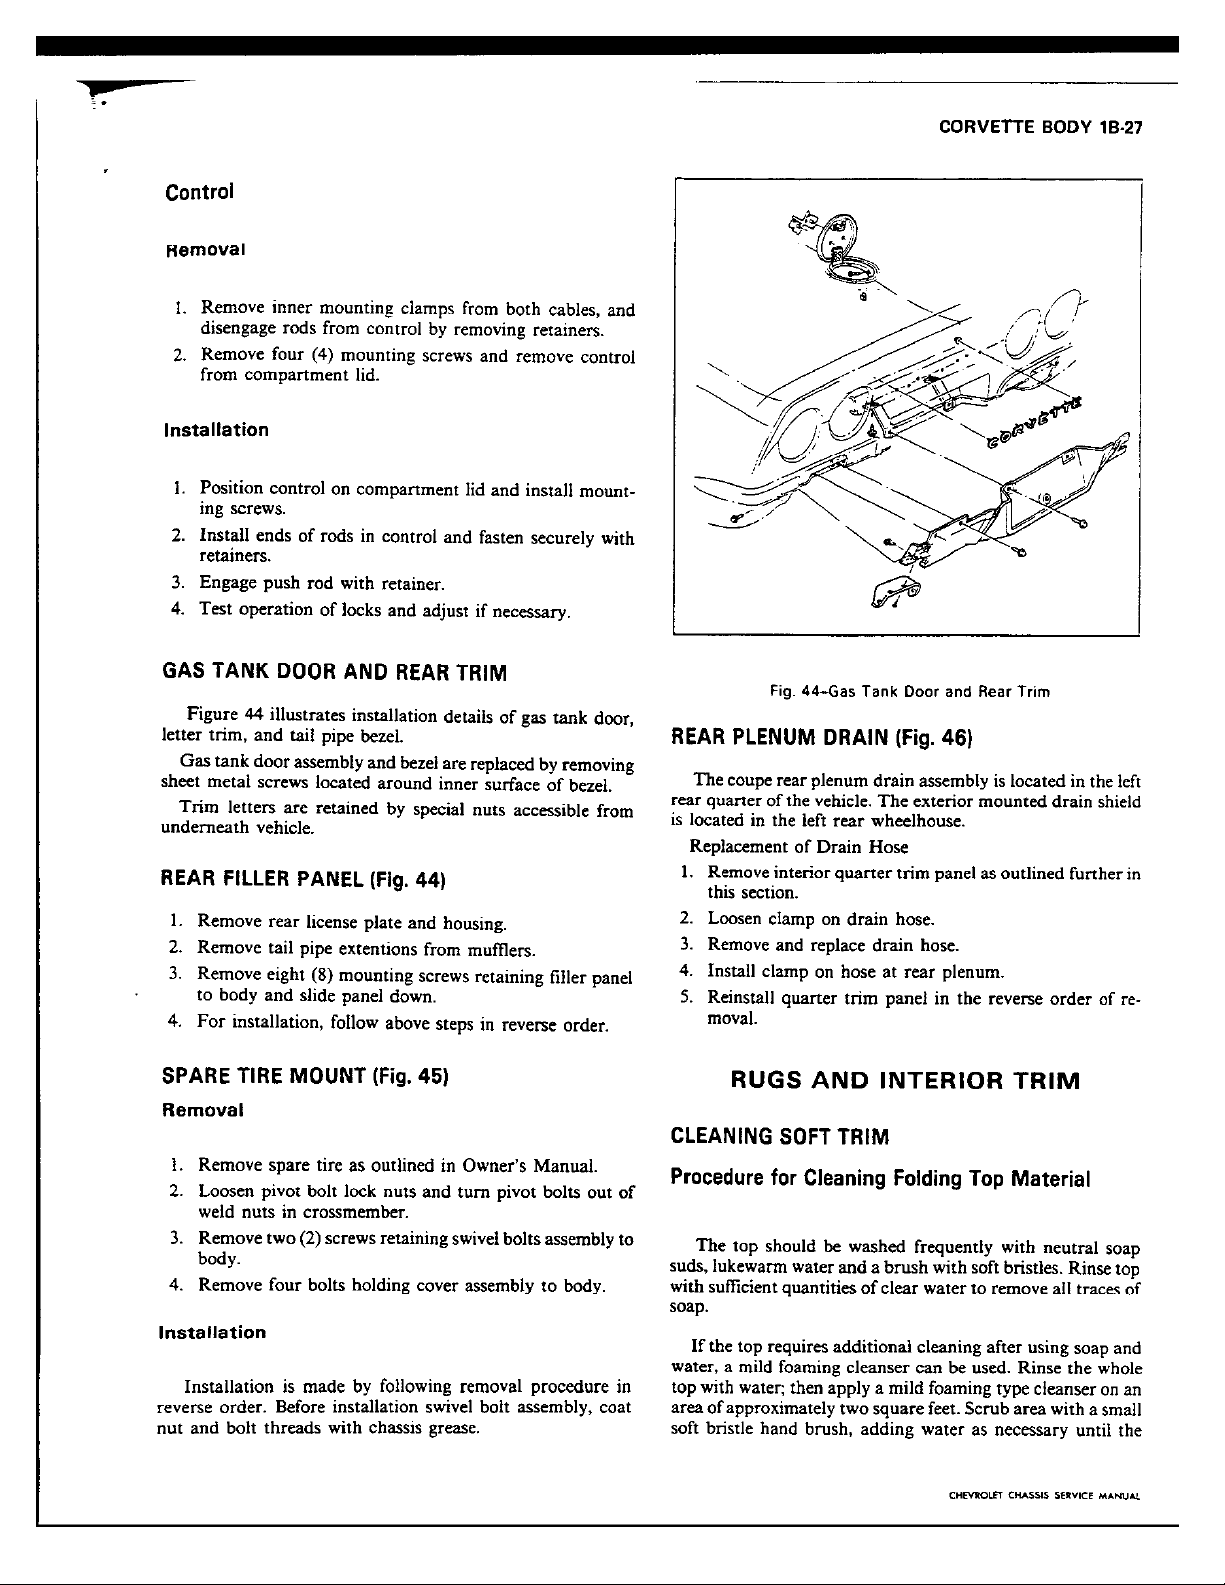 CORVETTE BODY 1B-27
Control
Removal
1. Remove inner mounting clamps from both cables, and
disengage rods from control by removing retainers.
2. Remove four (4) mounting screws and remove control
from compartment lid.
Installation
1. Position control on compartment lid and install mount-
ing screws.
2. Install ends of rods in control and fasten securely with
retainers.
3. Engage push rod with retainer.
4. Test operation of locks and adjust if necessary.
GAS TANK DOOR AND REAR TRIM
Figure 44 illustrates installation details of gas tank door,
letter trim, and tail pipe bezel.
Gas tank door assembly and bezel are replaced by removing
sheet metal screws located around inner surface of bezel.
Trim letters are retained by special nuts accessible from
underneath vehicle.
REAR FILLER PANEL (Fig. 44)
1. Remove rear license plate and housing.
2. Remove tail pipe extentions from mufflers.
3. Remove eight (8) mounting screws retaining filler panel
to body and slide panel down.
4. For installation, follow above steps in reverse order.
SPARE TIRE MOUNT (Fig. 45)
Removal
1. Remove spare tire as outlined in Owner's Manual.
2. Loosen pivot bolt lock nuts and turn pivot bolts out of
weld nuts in crossmember.
3. Remove two (2) screws retaining swivel bolts assembly to
body.
4. Remove four bolts holding cover assembly to body.
Installation
Installation is made by following removal procedure in
reverse order. Before installation swivel bolt assembly, coat
nut and bolt threads with chassis grease.
CORVETTE
Fig. 44-Gas Tank Door and Rear Trim
REAR PLENUM DRAIN (Fig. 46)
The coupe rear plenum drain assembly is located in the left
rear quarter of the vehicle. The exterior mounted drain shield
is located in the left rear wheelhouse.
Replacement of Drain Hose
1. Remove interior quarter trim panel as outlined further in
this section.
2. Loosen clamp on drain hose.
3. Remove and replace drain hose.
4. Install clamp on hose at rear plenum.
5. Reinstall quarter trim panel in the reverse order of re-
moval.
RUGS AND INTERIOR TRIM
CLEANING SOFT TRIM
Procedure for Cleaning Folding Top Material
The top should be washed frequently with neutral soap
suds, lukewarm water and a brush with soft bristles. Rinse top
with sufficient quantities of clear water to remove all traces of
soap.
If the top requires additional cleaning after using soap and
water, a mild foaming cleanser can be used. Rinse the whole
top with water; then apply a mild foaming type cleanser on an
area of approximately two square feet. Scrub area with a small
soft bristle hand brush, adding water as necessary until the
CHEVROLET CHASSIS SERVICE MANUAL